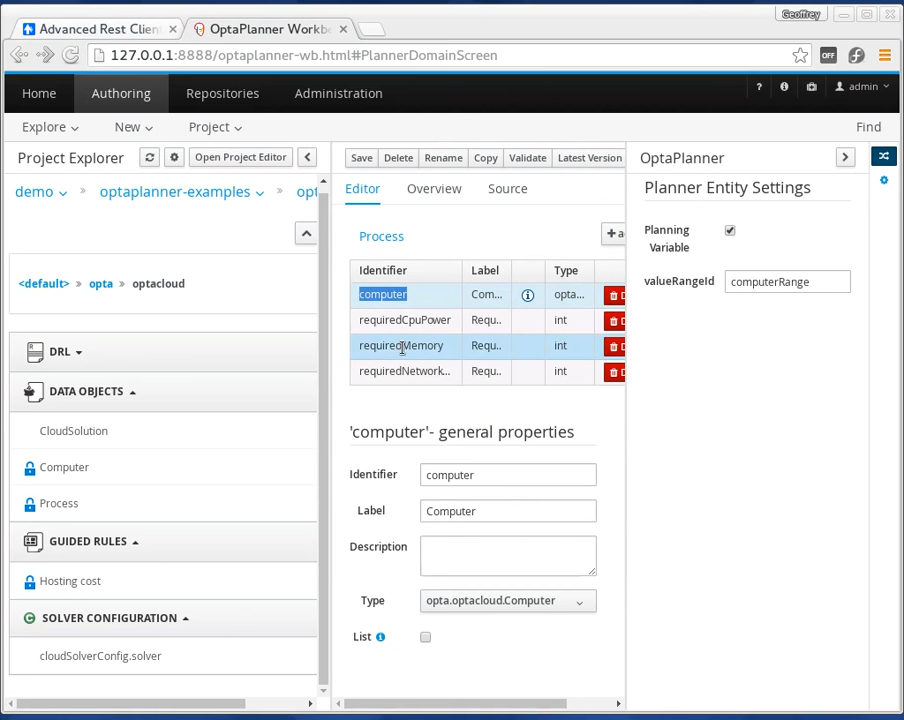 Geoffrey
Advanced Rest Clien
OptaPlanner Workbe
127.0.0.1:8888/optaplanner-wb.html#PlannerDomainScreen
OFF
Home Authoring Repositories Administration
? admin
Explore New Project Find
Project Explorer Open Project Editor
demo » optaplanner-examples » opt
<default> » opta » optacloud
DRL
DATA OBJECTS
CloudSolution
Computer
Process
GUIDED RULES
Hosting cost
SOLVER CONFIGURATION
cloudSolverConfig.solver
Save Delete Rename Copy Validate Latest Version
Editor Overview Source
Process
+ a
Identifier Label Type
computer Com... opta... D
requiredCpuPower Requ.. int D
requiredMemory Requ.. int D
requiredNetwork... Requ.. int D
'computer'- general properties
Identifier computer
Label Computer
Description
Type opta.optacloud.Computer
List
OptaPlanner
Planner Entity Settings
Planning
Variable
valueRangeId computerRange